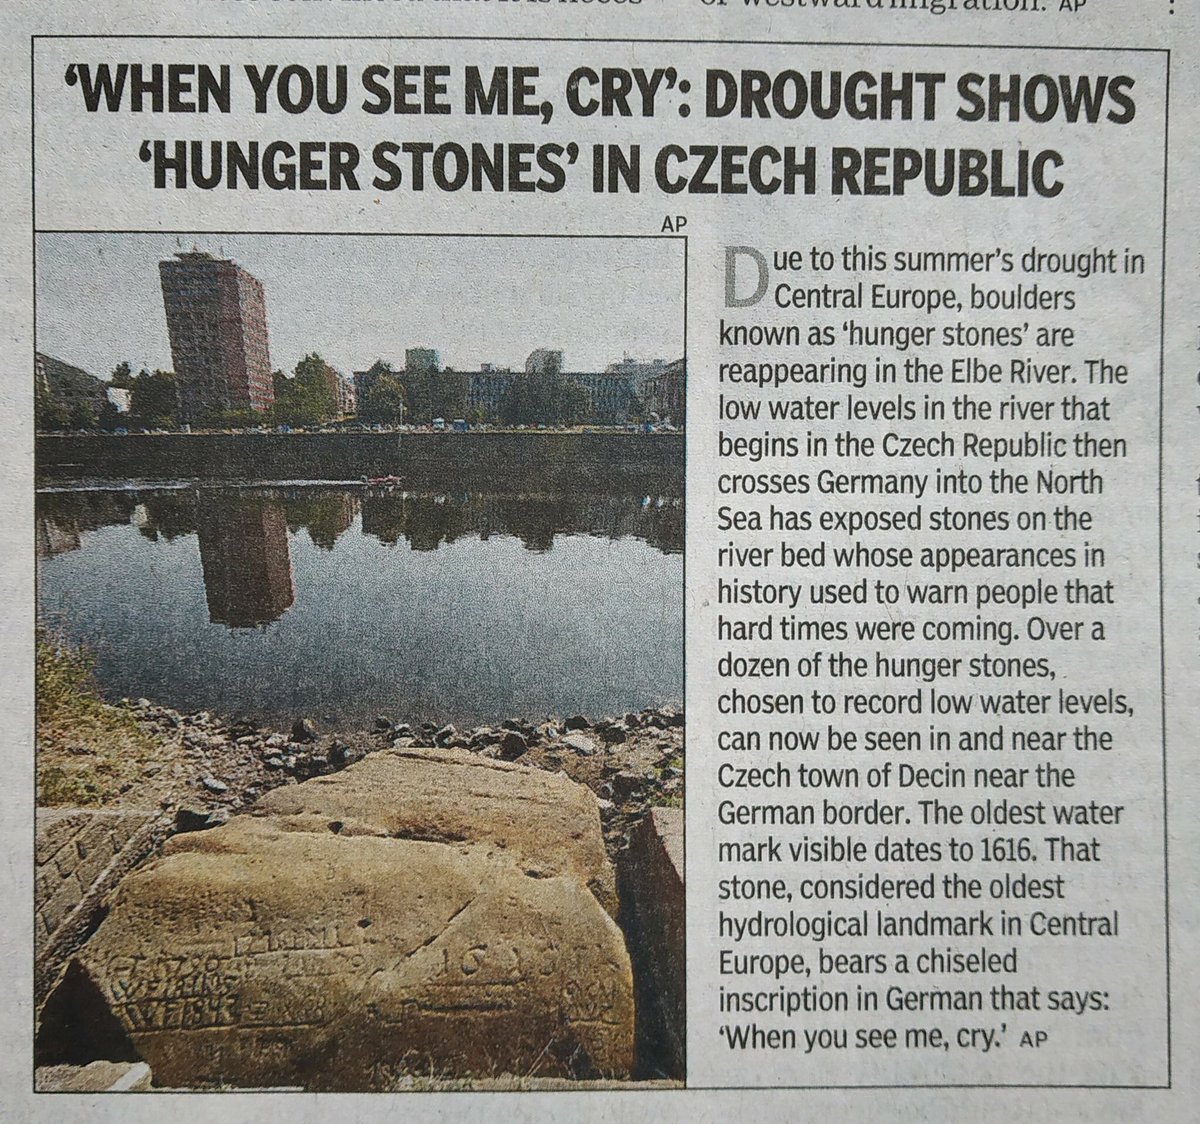 or westward migration. AP
‘WHEN YOU SEE ME, CRY’: DROUGHT SHOWS
‘HUNGER STONES’ IN CZECH REPUBLIC
AP
Due to this summer’s drought in
Central Europe, boulders
known as ‘hunger stones’ are
reappearing in the Elbe River. The
low water levels in the river that
begins in the Czech Republic then
crosses Germany into the North
Sea has exposed stones on the
river bed whose appearances in
history used to warn people that
hard times were coming. Over a
dozen of the hunger stones,
chosen to record low water levels,
can now be seen in and near the
Czech town of Decin near the
German border. The oldest water
mark visible dates to 1616. That
stone, considered the oldest
hydrological landmark in Central
Europe, bears a chiseled
inscription in German that says:
‘When you see me, cry.’ AP